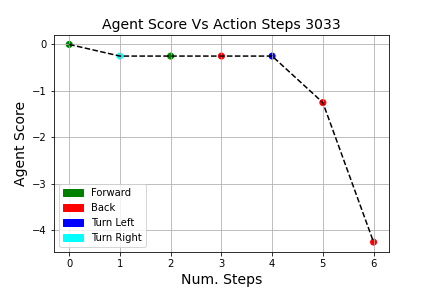 Agent Score Vs Action Steps 3033
Agent Score
0
−1
−2
−3
−4
Forward
Back
Turn Left
Turn Right
0 1 2 3 4 5 6
Num. Steps